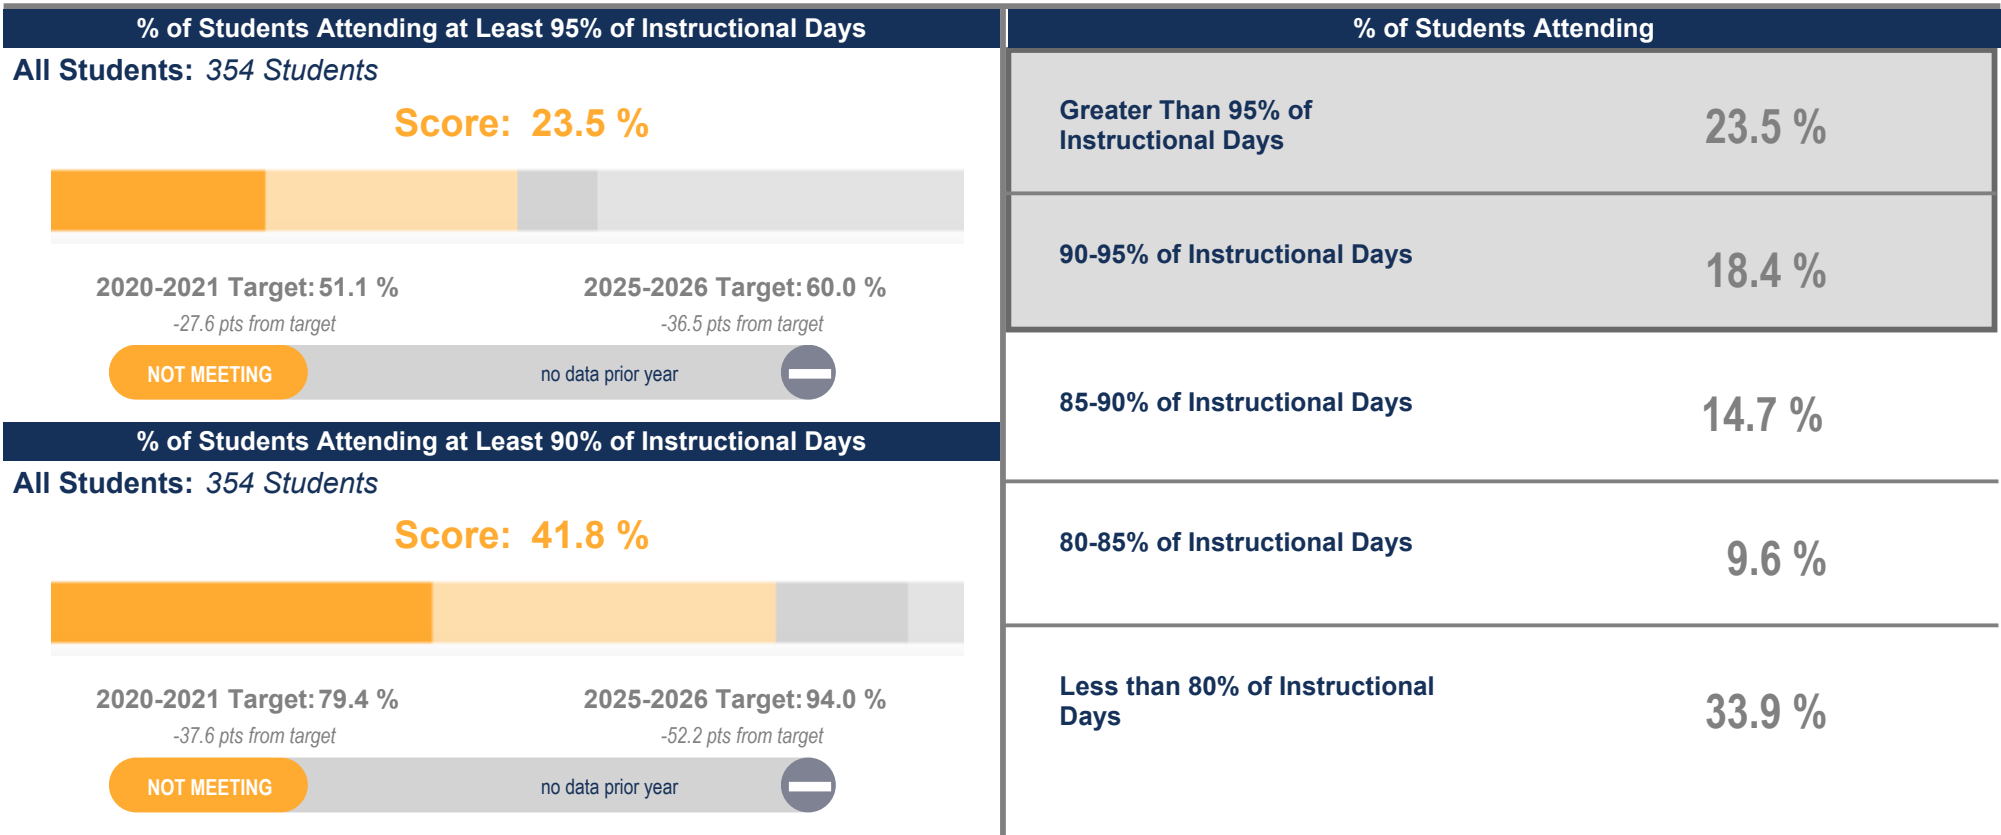 % of Students Attending at Least 95% of Instructional Days
All Students: 354 Students
Score: 23.5 %
2020-2021 Target: 51.1 %
-27.6 pts from target
2025-2026 Target: 60.0 %
-36.5 pts from target
NOT MEETING
no data prior year
% of Students Attending at Least 90% of Instructional Days
All Students: 354 Students
Score: 41.8 %
2020-2021 Target: 79.4 %
-37.6 pts from target
2025-2026 Target: 94.0 %
-52.2 pts from target
NOT MEETING
no data prior year
% of Students Attending
Greater Than 95% of
Instructional Days
23.5 %
90-95% of Instructional Days
18.4 %
85-90% of Instructional Days
14.7 %
80-85% of Instructional Days
9.6 %
Less than 80% of Instructional
Days
33.9 %